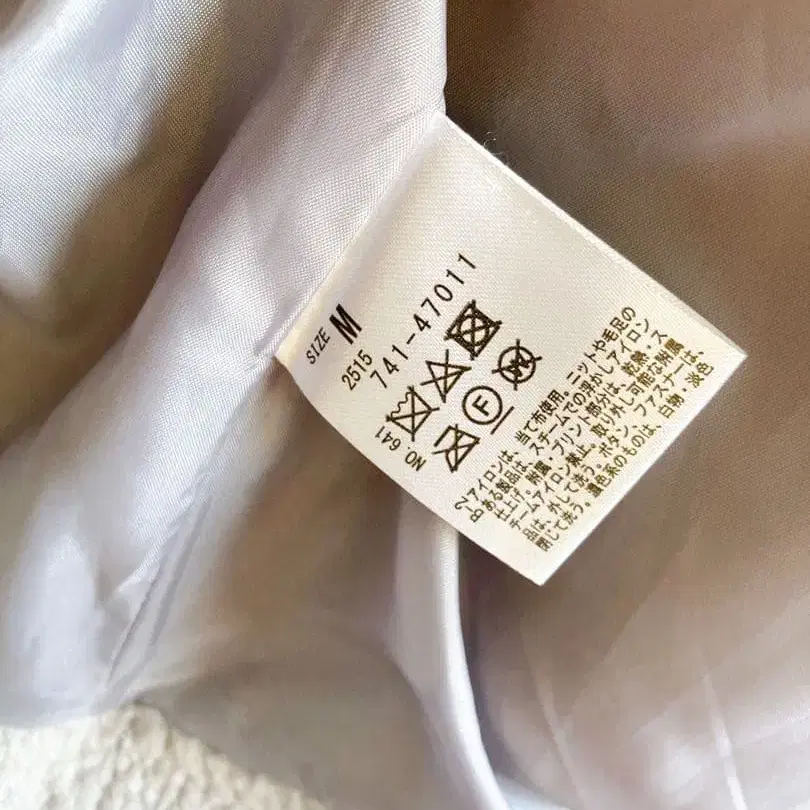 SIZE M
2515
741-47011
NO.641
F
W
-2アイロンは、当て布使用。ニットや毛足の
ある製品は、スチームでの浮かしアイロン
仕上げ。附属・プリント部分は、乾燥・ス
チームアイロン禁止。取り外し可能な附属
品は、外して洗う。ボタン、ファスナーは、
閉じて洗う。濃色系のものは、白物・淡色